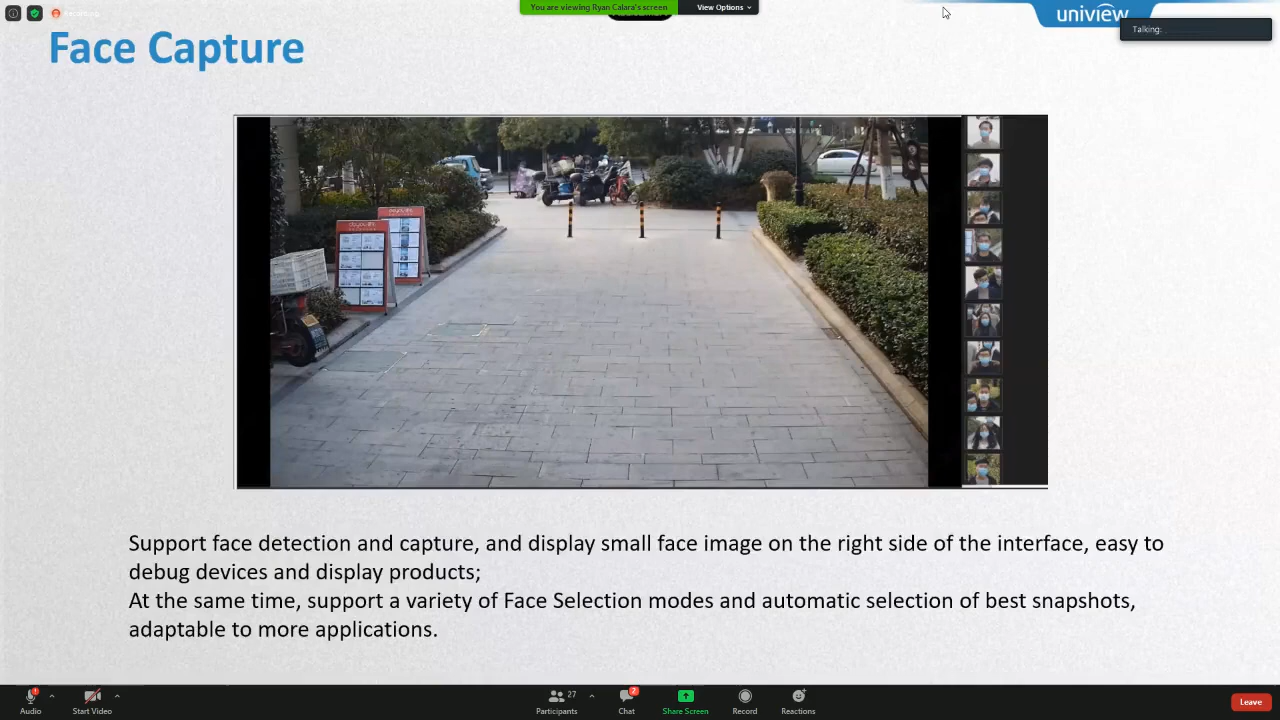 You are viewing Ryan Calara's screen
View Options
uniview
Talking:
Face Capture
Support face detection and capture, and display small face image on the right side of the interface, easy to
debug devices and display products;
At the same time, support a variety of Face Selection modes and automatic selection of best snapshots,
adaptable to more applications.
Audio
Start Video
Participants
27
Chat
2
Share Screen
Record
Reactions
Leave